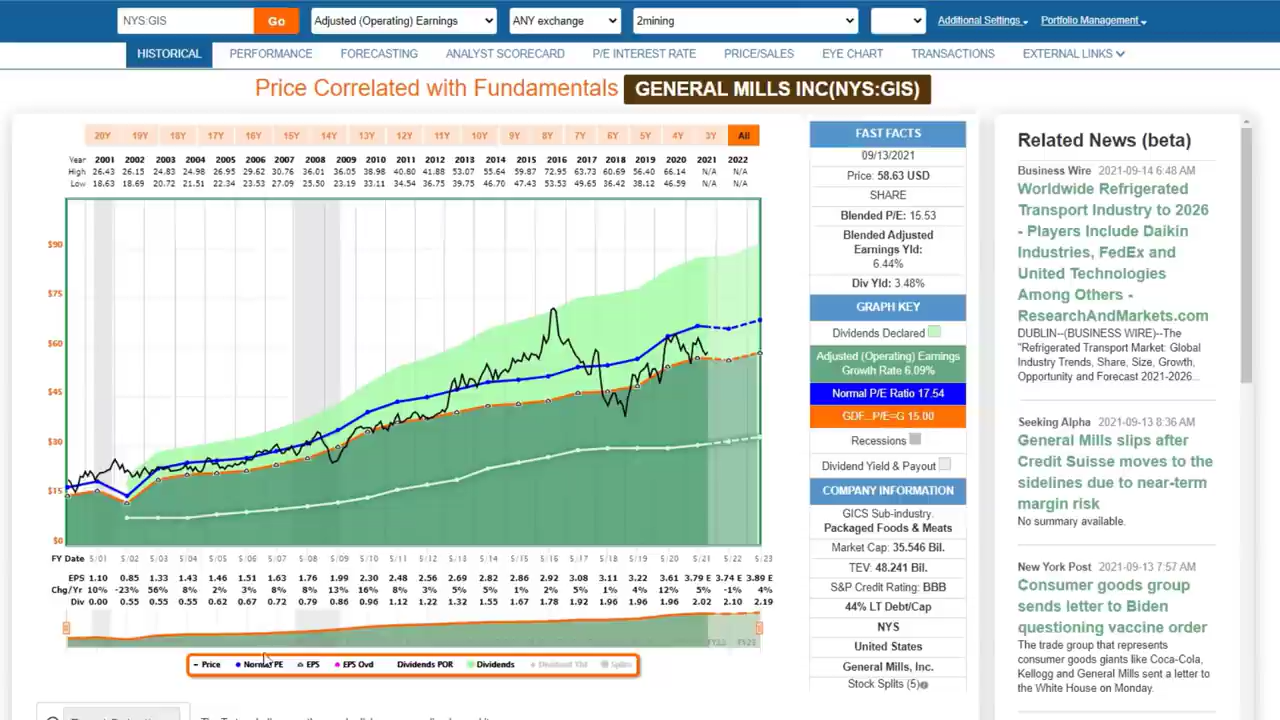 NYS:GIS Go Adjusted (Operating) Earnings ANY exchange 2mining Additional Settings Portfolio Management
HISTORICAL PERFORMANCE FORECASTING ANALYST SCORECARD P/E INTEREST RATE PRICE/SALES EYE CHART TRANSACTIONS EXTERNAL LINKS
Price Correlated with Fundamentals GENERAL MILLS INC(NYS:GIS)
20Y 19Y 18Y 17Y 16Y 15Y 14Y 13Y 12Y 11Y 10Y 9Y 8Y 7Y 6Y 5Y 4Y 3Y All
Year 2001 2002 2003 2004 2005 2006 2007 2008 2009 2010 2011 2012 2013 2014 2015 2016 2017 2018 2019 2020 2021 2022
High 26.43 26.15 24.83 24.98 26.95 29.62 30.76 36.01 36.05 38.98 40.80 41.88 53.07 55.64 59.87 72.95 63.73 60.69 56.40 66.14 N/A N/A
Low 18.63 18.69 20.72 21.51 22.34 23.53 27.09 25.50 23.19 33.11 34.54 36.75 39.75 46.70 47.43 53.53 49.65 36.42 38.12 46.59 N/A N/A
$90
$75
$60
$45
$30
$15
$0
FY Date 5/01 5/02 5/03 5/04 5/05 5/06 5/07 5/08 5/09 5/10 5/11 5/12 5/13 5/14 5/15 5/16 5/17 5/18 5/19 5/20 5/21 5/22 5/23
EPS 1.10 0.85 1.33 1.43 1.46 1.51 1.63 1.76 1.99 2.30 2.48 2.56 2.69 2.82 2.86 2.92 3.08 3.11 3.22 3.61 3.79 E 3.74 E 3.89 E
Chg/Yr 10% -23% 56% 8% 2% 3% 8% 8% 13% 16% 8% 3% 5% 5% 1% 2% 5% 1% 4% 12% 5% -1% 4%
Div 0.00 0.55 0.55 0.55 0.62 0.67 0.72 0.79 0.86 0.96 1.12 1.22 1.32 1.55 1.67 1.78 1.92 1.96 1.96 1.96 2.02 2.10 2.19
Price Normal PE EPS EPS Ovd Dividends POR Dividends Dividend Yld Splits
FAST FACTS
09/13/2021
Price: 58.63 USD
SHARE
Blended P/E: 15.53
Blended Adjusted
Earnings Yld:
6.44%
Div Yld: 3.48%
GRAPH KEY
Dividends Declared
Adjusted (Operating) Earnings
Growth Rate 6.09%
Normal P/E Ratio 17.54
GDF...P/E=G 15.00
Recessions
Dividend Yield & Payout
COMPANY INFORMATION
GICS Sub-industry:
Packaged Foods & Meats
Market Cap: 35.546 Bil.
TEV: 48.241 Bil.
S&P Credit Rating: BBB
44% LT Debt/Cap
NYS
United States
General Mills, Inc.
Stock Splits (5)
Related News (beta)
Business Wire 2021-09-14 6:48 AM
Worldwide Refrigerated
Transport Industry to 2026
- Players Include Daikin
Industries, FedEx and
United Technologies
Among Others -
ResearchAndMarkets.com
DUBLIN--(BUSINESS WIRE)--The
"Refrigerated Transport Market: Global
Industry Trends, Share, Size, Growth,
Opportunity and Forecast 2021-2026...
Seeking Alpha 2021-09-13 8:36 AM
General Mills slips after
Credit Suisse moves to the
sidelines due to near-term
margin risk
No summary available.
New York Post 2021-09-13 7:57 AM
Consumer goods group
sends letter to Biden
questioning vaccine order
The trade group that represents
consumer goods giants like Coca-Cola,
Kellogg and General Mills sent a letter to
the White House on Monday.